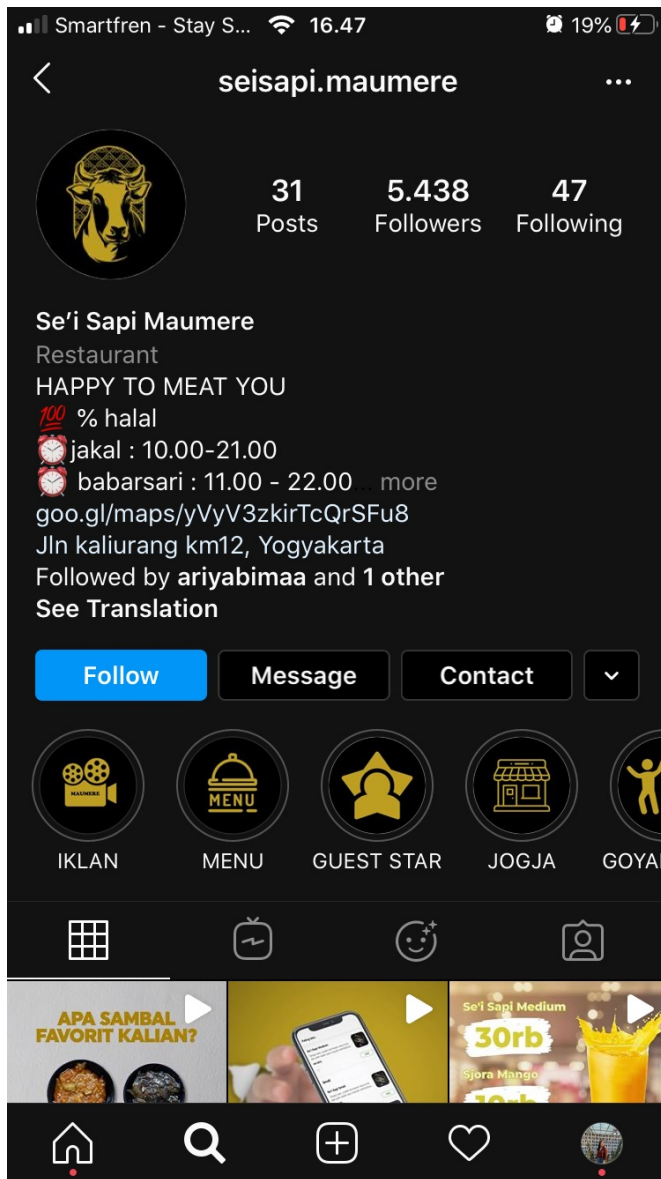 Smartfren - Stay S... 16.47 19%
seisapi.maumere
31 5.438 47
Posts Followers Following
Se'i Sapi Maumere
Restaurant
HAPPY TO MEAT YOU
💯 % halal
⏰jakal : 10.00-21.00
⏰ babarsari : 11.00 - 22.00... more
goo.gl/maps/yVyV3zkirTcQrSFu8
Jln kaliurang km12, Yogyakarta
Followed by ariyabimaa and 1 other
See Translation
Follow Message Contact
MAUMERE MENU
IKLAN MENU GUEST STAR JOGJA GOYA
APA SAMBAL
FAVORIT KALIAN?
Se'i Sapi Medium
30rb
Sjora Mango
10rb